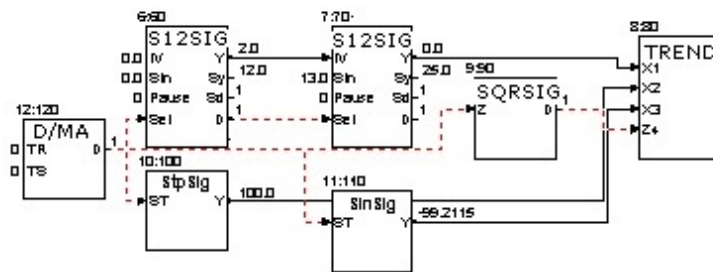 6:60
7:70
8:80
S12SIG
S12SIG
TREND
0.0 IV Y 2.0
IV Y 0.0
X1
0.0 Sin Sy 12.0
13.0 Sin Sy 25.0
X2
0 Pause Sd 1
0 Pause Sd 1
X3
Sel D 1
Sel D 1
9:90
SQRSIG
Z D 1
Z4
12:120
D/MA
0 TR D 1
0 TS
10:100
StpSig
ST Y 100.0
11:110
SinSig
ST Y -99.2115